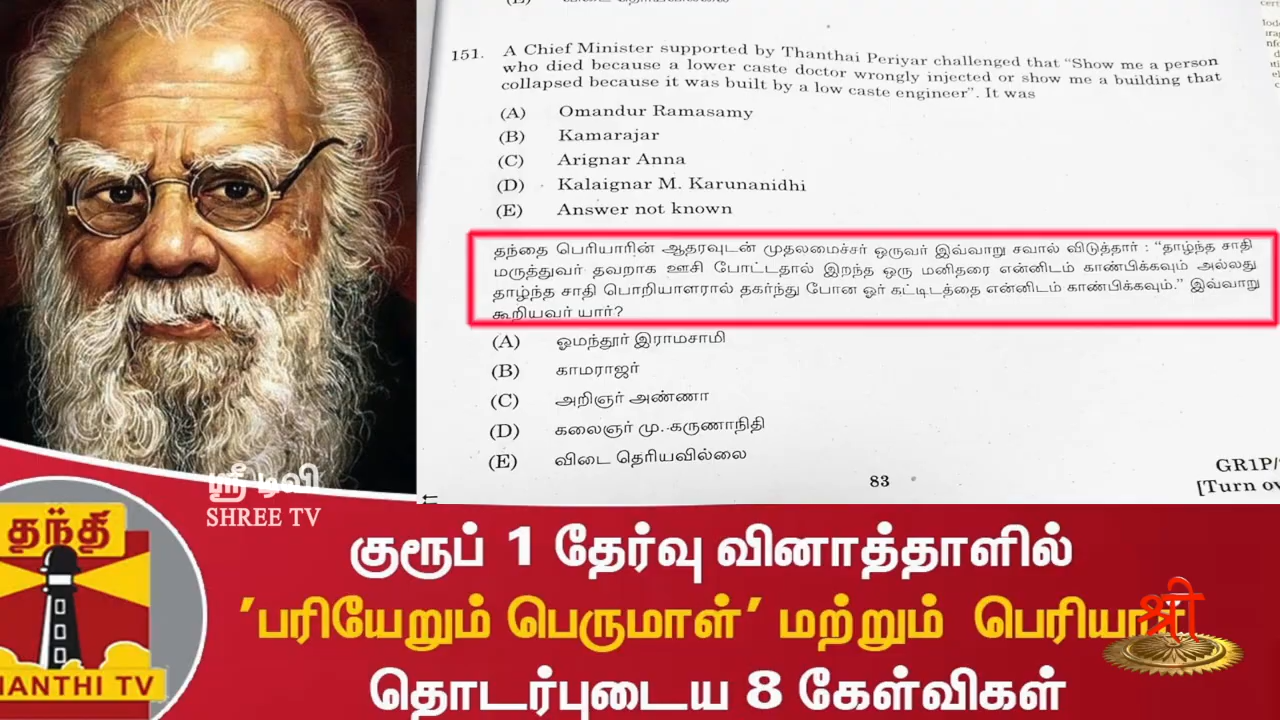 151. A Chief Minister supported by Thanthai Periyar challenged that “Show me a person
who died because a lower caste doctor wrongly injected or show me a building that
collapsed because it was built by a low caste engineer”. It was
(A) Omandur Ramasamy
(B) Kamarajar
(C) Arignar Anna
(D) Kalaignar M. Karunanidhi
(E) Answer not known
தந்தை பெரியாரின் ஆதரவுடன் முதலமைச்சர் ஒருவர் இவ்வாறு சவால் விடுத்தார் : “தாழ்ந்த சாதி
மருத்துவர் தவறாக ஊசி போட்டதால் இறந்த ஒரு மனிதரை என்னிடம் காண்பிக்கவும் அல்லது
தாழ்ந்த சாதி பொறியாளரால் தகர்ந்து போன ஓர் கட்டிடத்தை என்னிடம் காண்பிக்கவும்.” இவ்வாறு
கூறியவர் யார்?
(A) ஓமந்தூர் இராமசாமி
(B) காமராஜர்
(C) அறிஞர் அண்ணா
(D) கலைஞர் மு. கருணாநிதி
(E) விடை தெரியவில்லை
83
GR1P/
[Turn ov
ஸ்ரீ டிவி
SHREE TV
தந்தி
HANTHI TV
குரூப் 1 தேர்வு வினாத்தாளில்
’பரியேறும் பெருமாள்’ மற்றும் பெரியார்
தொடர்புடைய 8 கேள்விகள்
श्री